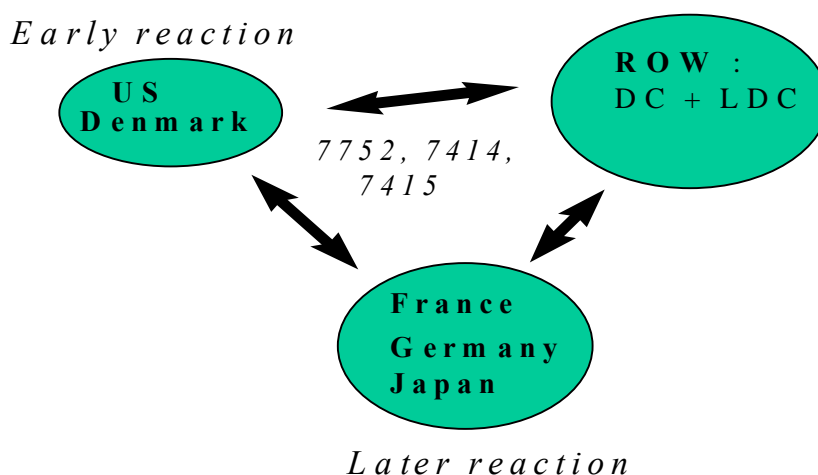 Early reaction
US
Denmark
ROW :
DC + LDC
7752, 7414,
7415
France
Germany
Japan
Later reaction